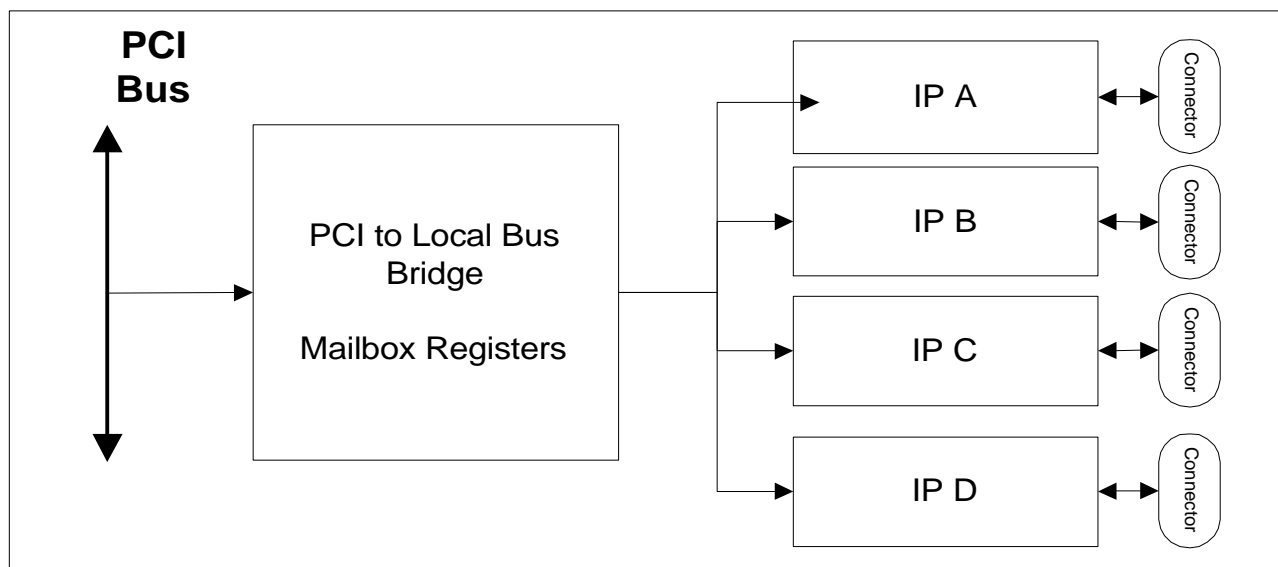 PCI
Bus
PCI to Local Bus
Bridge
Mailbox Registers
IP A
Connector
IP B
Connector
IP C
Connector
IP D
Connector